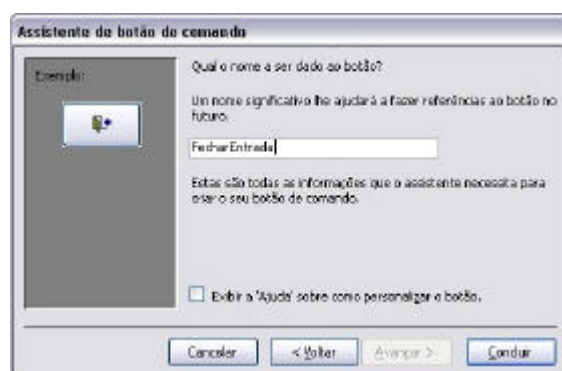 Assistente de botão de comando
Exemplo:
Qual o nome a ser dado ao botão?
Um nome significativo lhe ajudará a fazer referências ao botão no
futuro.
FecharEntrada
Estas são todas as informações que o assistente necessita para
criar o seu botão de comando.
Exibir a 'Ajuda' sobre como personalizar o botão.
Cancelar
< Voltar
Avançar >
Concluir